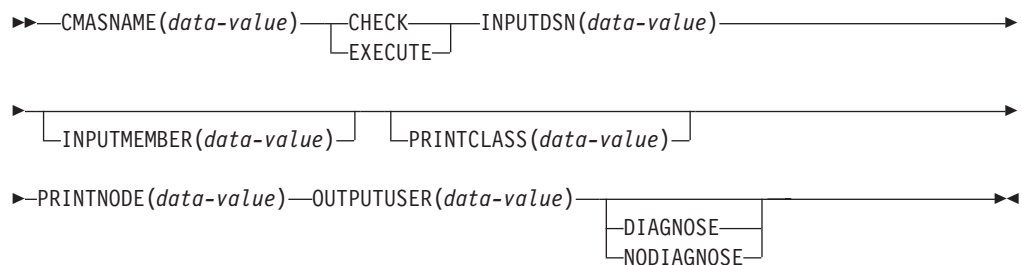 CMASNAME(data-value) CHECK INPUTDSN(data-value)
EXECUTE
INPUTMEMBER(data-value) PRINTCLASS(data-value)
PRINTNODE(data-value) OUTPUTUSER(data-value)
DIAGNOSE
NODIAGNOSE